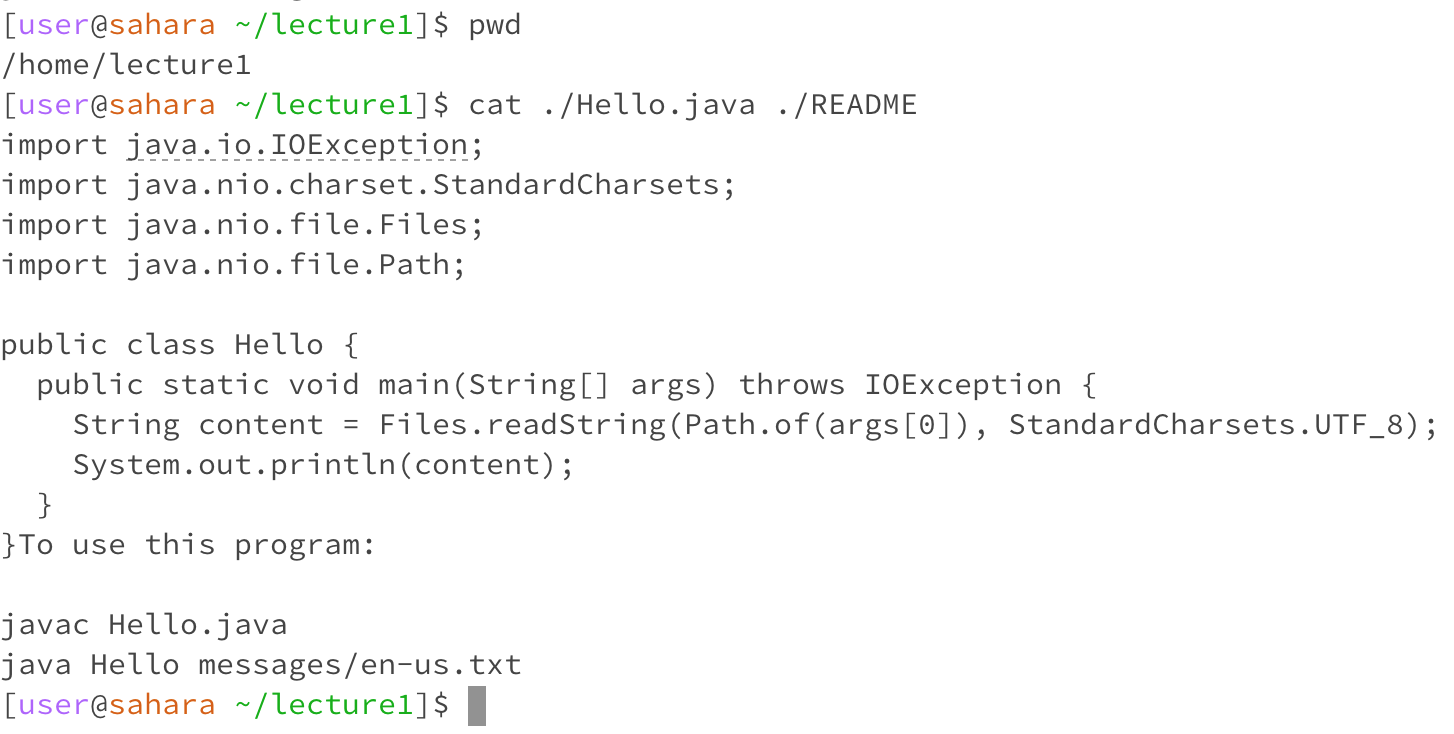 [user@sahara ~/lecture1]$ pwd
/home/lecture1
[user@sahara ~/lecture1]$ cat ./Hello.java ./README
import java.io.IOException;
import java.nio.charset.StandardCharsets;
import java.nio.file.Files;
import java.nio.file.Path;

public class Hello {
  public static void main(String[] args) throws IOException {
    String content = Files.readString(Path.of(args[0]), StandardCharsets.UTF_8);
    System.out.println(content);
  }
}To use this program:

javac Hello.java
java Hello messages/en-us.txt
[user@sahara ~/lecture1]$